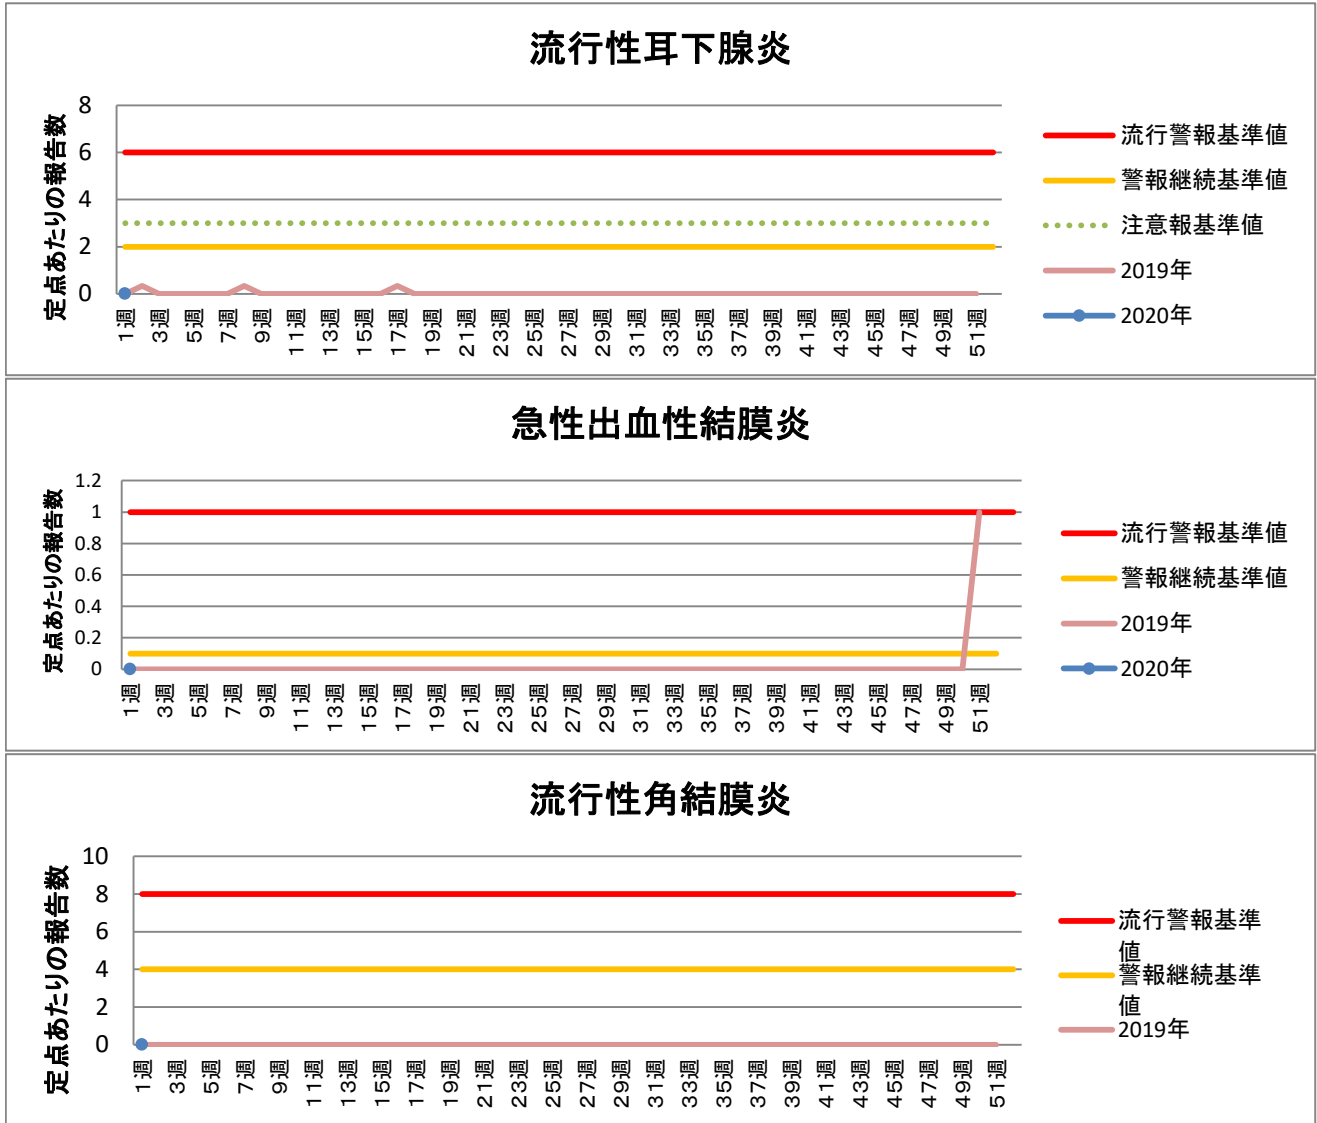 流行性耳下腺炎
定点あたりの報告数
8
6
4
2
0
1週 3週 5週 7週 9週 11週 13週 15週 17週 19週 21週 23週 25週 27週 29週 31週 33週 35週 37週 39週 41週 43週 45週 47週 49週 51週
流行警報基準値
警報継続基準値
注意報基準値
2019年
2020年
急性出血性結膜炎
定点あたりの報告数
1.2
1
0.8
0.6
0.4
0.2
0
1週 3週 5週 7週 9週 11週 13週 15週 17週 19週 21週 23週 25週 27週 29週 31週 33週 35週 37週 39週 41週 43週 45週 47週 49週 51週
流行警報基準値
警報継続基準値
2019年
2020年
流行性角結膜炎
定点あたりの報告数
10
8
6
4
2
0
1週 3週 5週 7週 9週 11週 13週 15週 17週 19週 21週 23週 25週 27週 29週 31週 33週 35週 37週 39週 41週 43週 45週 47週 49週 51週
流行警報基準
値
警報継続基準
値
2019年